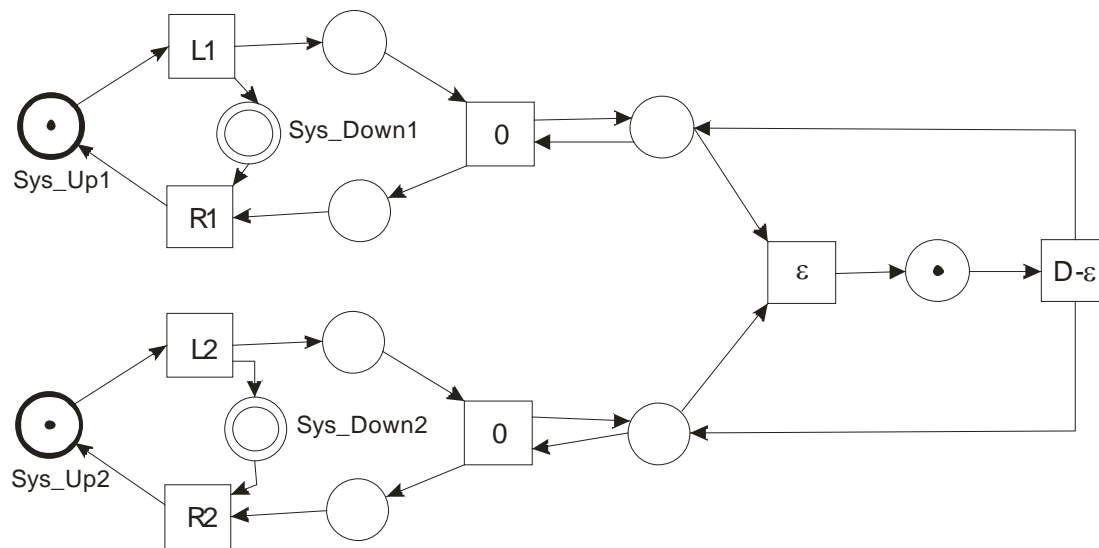 L1
Sys_Down1
0
Sys_Up1
R1
ε
D-ε
L2
Sys_Down2
0
Sys_Up2
R2